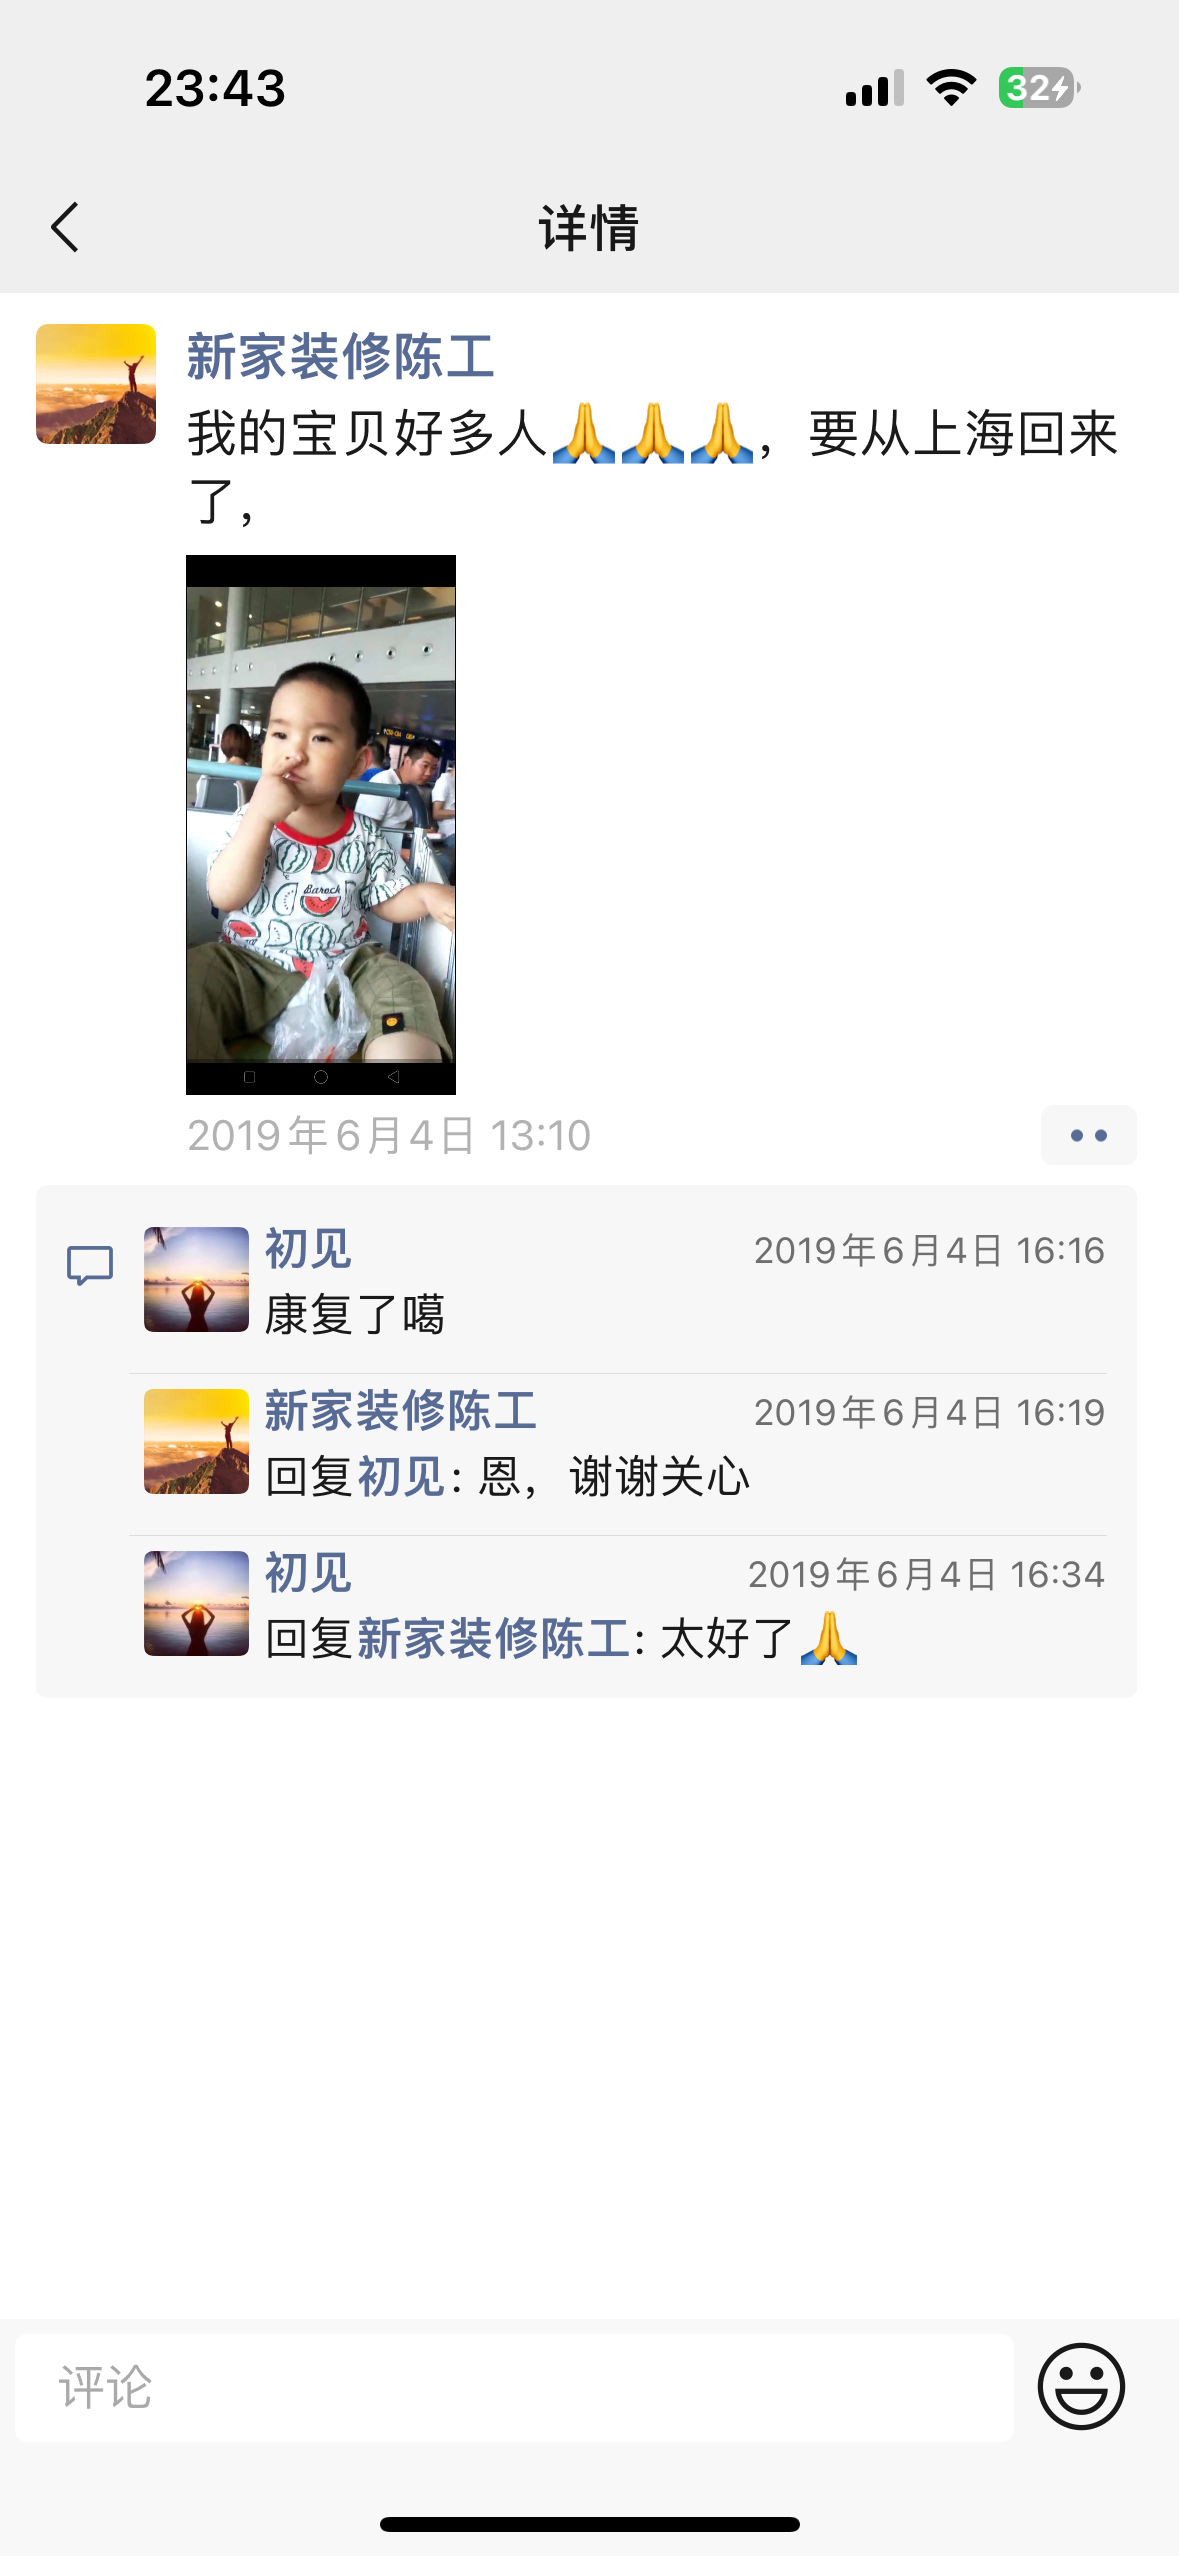 23:43
32
详情
新家装修陈工
我的宝贝好多人🙏🙏🙏，要从上海回来
了，
Barock
2019年6月4日 13:10
初见
2019年6月4日 16:16
康复了噶
新家装修陈工
2019年6月4日 16:19
回复初见：恩，谢谢关心
初见
2019年6月4日 16:34
回复新家装修陈工：太好了🙏
评论